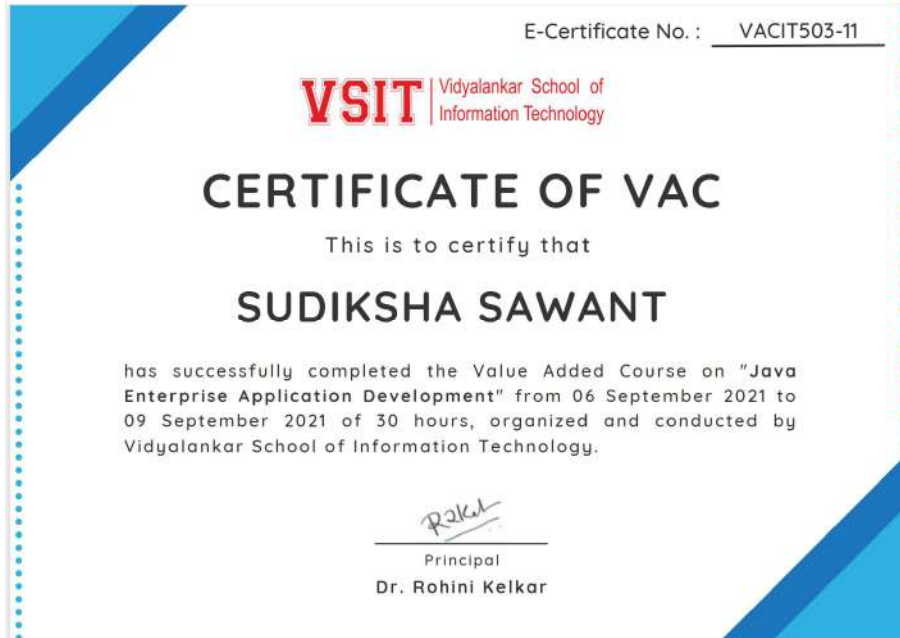 E-Certificate No. : VACIT503-11
VSIT
Vidyalankar School of
Information Technology
CERTIFICATE OF VAC
This is to certify that
SUDIKSHA SAWANT
has successfully completed the Value Added Course on "Java
Enterprise Application Development" from 06 September 2021 to
09 September 2021 of 30 hours, organized and conducted by
Vidyalankar School of Information Technology.
Principal
Dr. Rohini Kelkar